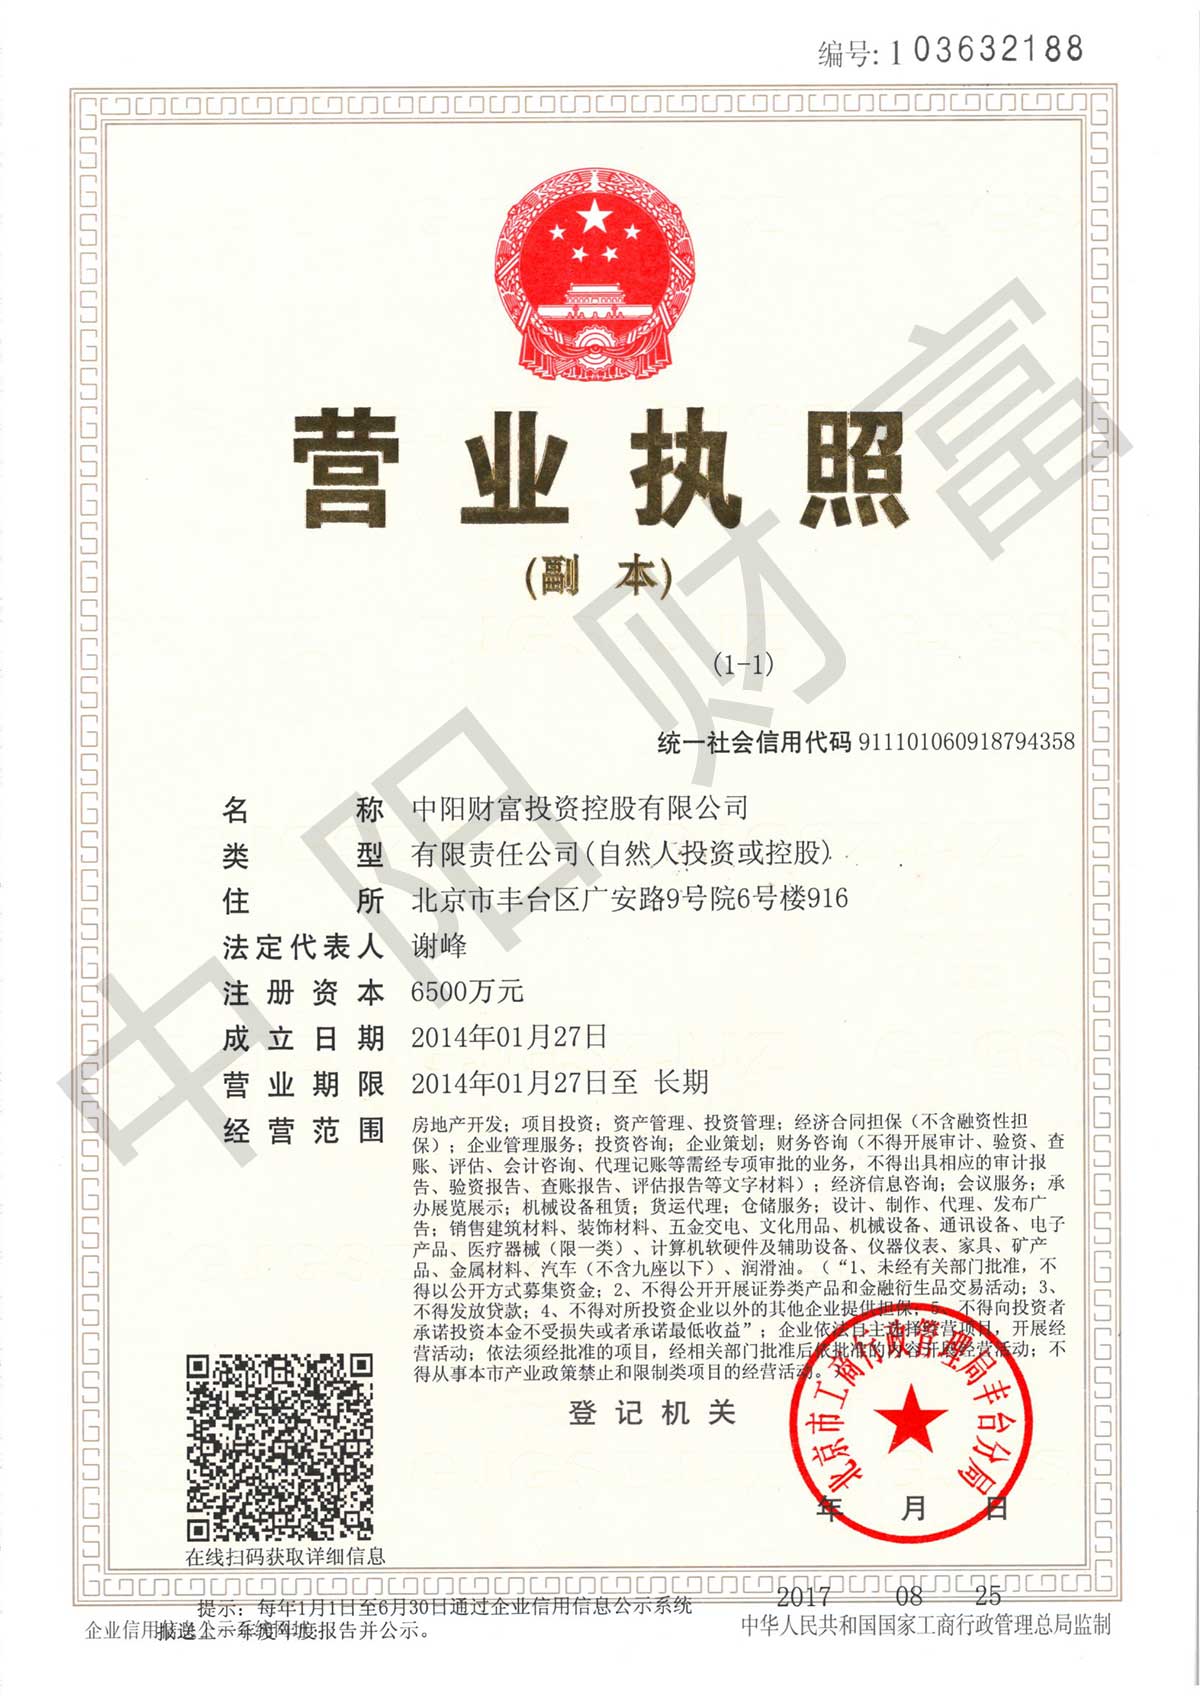 编号: 1 03632188
营业执照
(副 本)
(1-1)
统一社会信用代码 911101060918794358
名 称 中阳财富投资控股有限公司
类 型 有限责任公司(自然人投资或控股)
住 所 北京市丰台区广安路9号院6号楼916
法定代表人 谢峰
注册资本 6500万元
成立日期 2014年01月27日
营业期限 2014年01月27日至 长期
经营范围 房地产开发；项目投资；资产管理、投资管理；经济合同担保（不含融资性担
保）；企业管理服务；投资咨询；企业策划；财务咨询（不得开展审计、验资、查
账、评估、会计咨询、代理记账等需经专项审批的业务，不得出具相应的审计报
告、验资报告、查账报告、评估报告等文字材料）；经济信息咨询；会议服务；承
办展览展示；机械设备租赁；货运代理；仓储服务；设计、制作、代理、发布广
告；销售建筑材料、装饰材料、五金交电、文化用品、机械设备、通讯设备、电子
产品、医疗器械（限一类）、计算机软硬件及辅助设备、仪器仪表、家具、矿产
品、金属材料、汽车（不含九座以下）、润滑油。（“1、未经有关部门批准，不
得以公开方式募集资金；2、不得公开开展证券类产品和金融衍生品交易活动；3、
不得发放贷款；4、不得对所投资企业以外的其他企业提供担保；5、不得向投资者
承诺投资本金不受损失或者承诺最低收益”；企业依法自主选择经营项目，开展经
营活动；依法须经批准的项目，经相关部门批准后依批准的内容开展经营活动；不
得从事本市产业政策禁止和限制类项目的经营活动。）
登记机关
北京市工商行政管理局丰台分局
年 月 日
在线扫码获取详细信息
2017 08 25
提示：每年1月1日至6月30日通过企业信用信息公示系统
报送上一年度年度报告并公示。
企业信用信息公示系统网址：
中华人民共和国国家工商行政管理总局监制
中阳财富